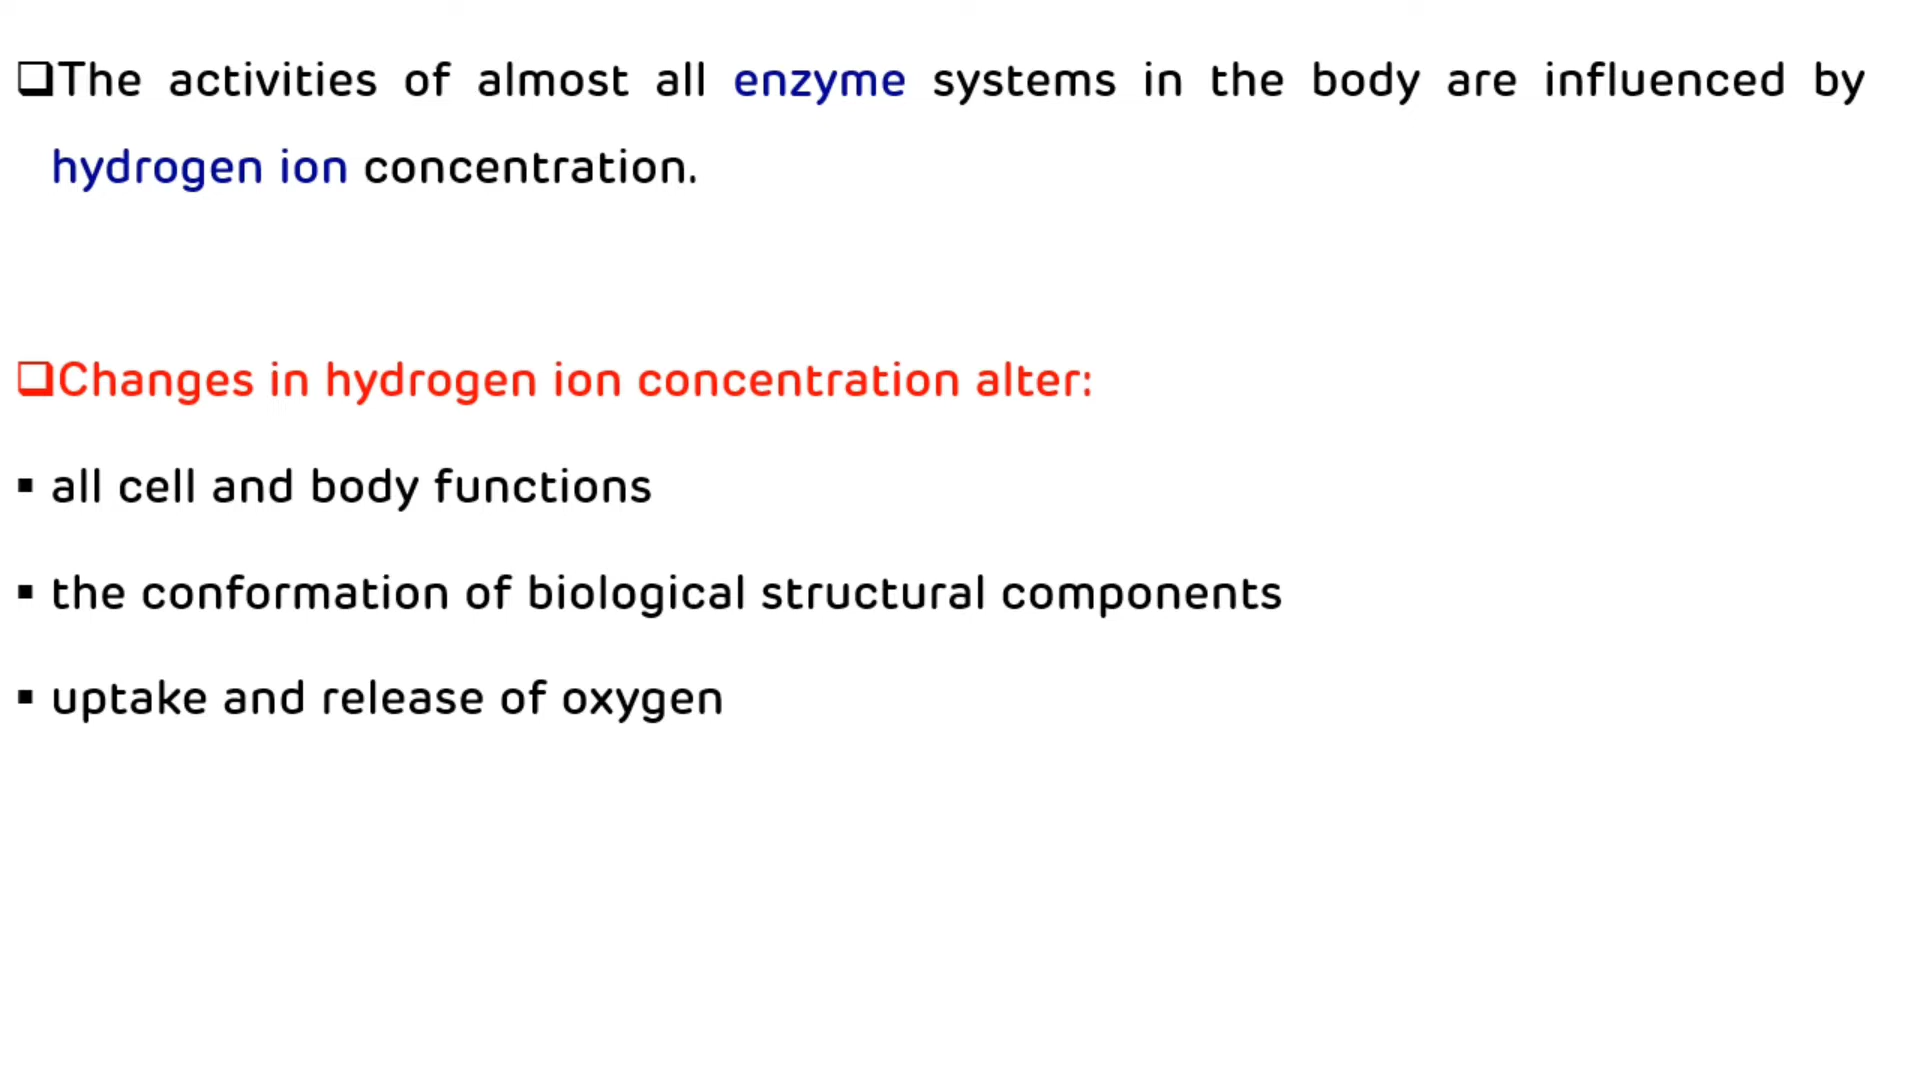 ❑The activities of almost all enzyme systems in the body are influenced by
hydrogen ion concentration.
❑Changes in hydrogen ion concentration alter:
▪ all cell and body functions
▪ the conformation of biological structural components
▪ uptake and release of oxygen